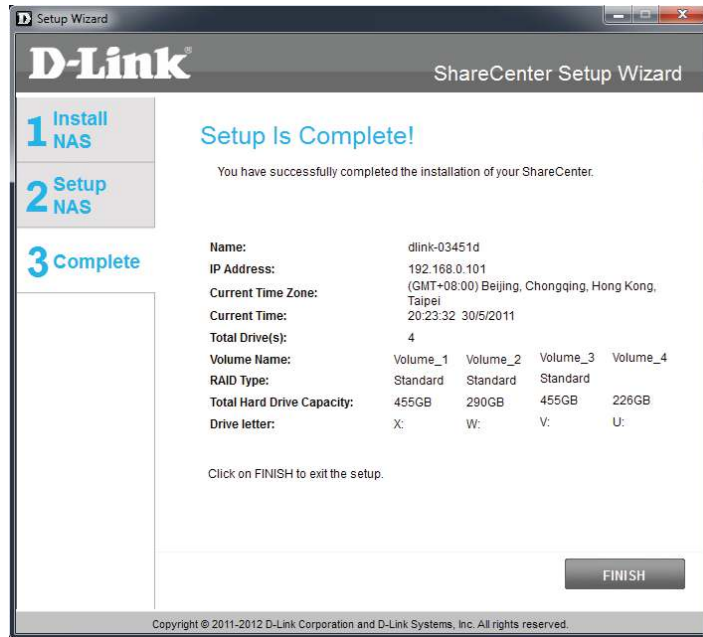 Setup Wizard
D-Link®
ShareCenter Setup Wizard
1 Install
NAS
2 Setup
NAS
3 Complete
Setup Is Complete!
You have successfully completed the installation of your ShareCenter.
Name: dlink-03451d
IP Address: 192.168.0.101
Current Time Zone: (GMT+08:00) Beijing, Chongqing, Hong Kong,
Taipei
Current Time: 20:23:32 30/5/2011
Total Drive(s): 4
Volume Name: Volume_1 Volume_2 Volume_3 Volume_4
RAID Type: Standard Standard Standard
Total Hard Drive Capacity: 455GB 290GB 455GB 226GB
Drive letter: X: W: V: U:
Click on FINISH to exit the setup.
FINISH
Copyright © 2011-2012 D-Link Corporation and D-Link Systems, Inc. All rights reserved.